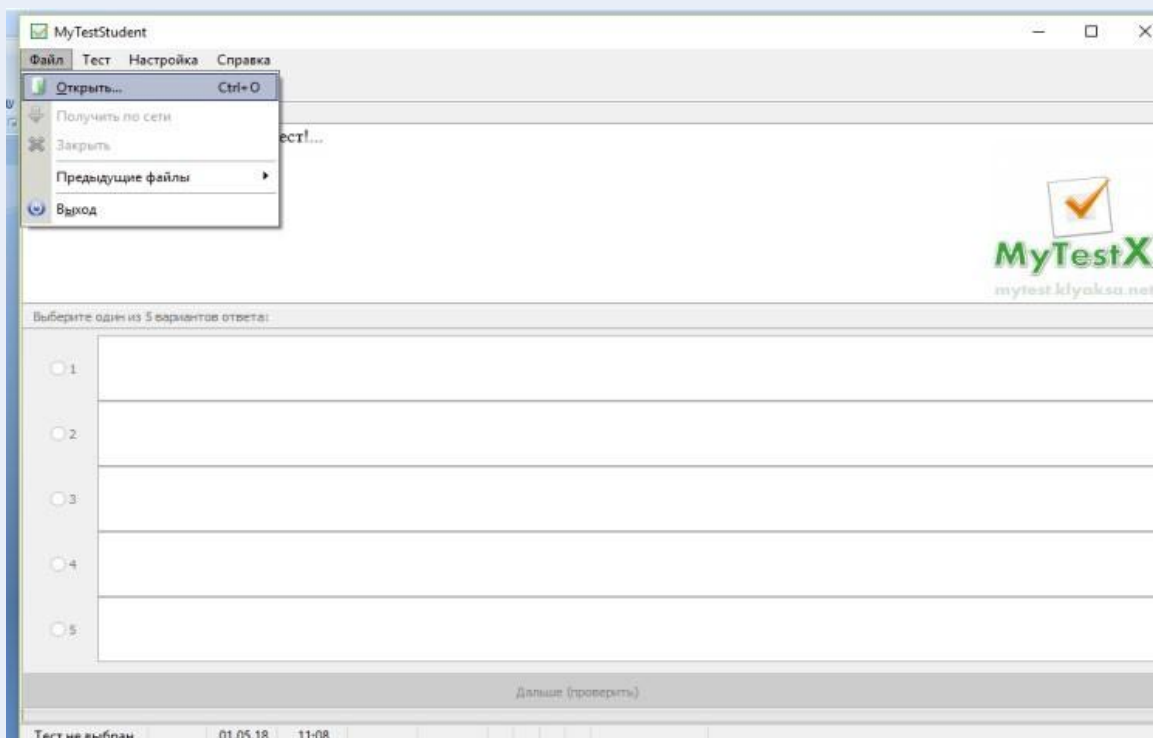 MyTestStudent
Файл Тест Настройка Справка
Открыть... Ctrl+O
Получить по сети
Закрыть
ест!...
Предыдущие файлы
Выход
MyTestX
mytest.klyaksa.net
Выберите один из 5 вариантов ответа:
1
2
3
4
5
Дальше (проверить)
Тест не выбран 01.05.18 11:08